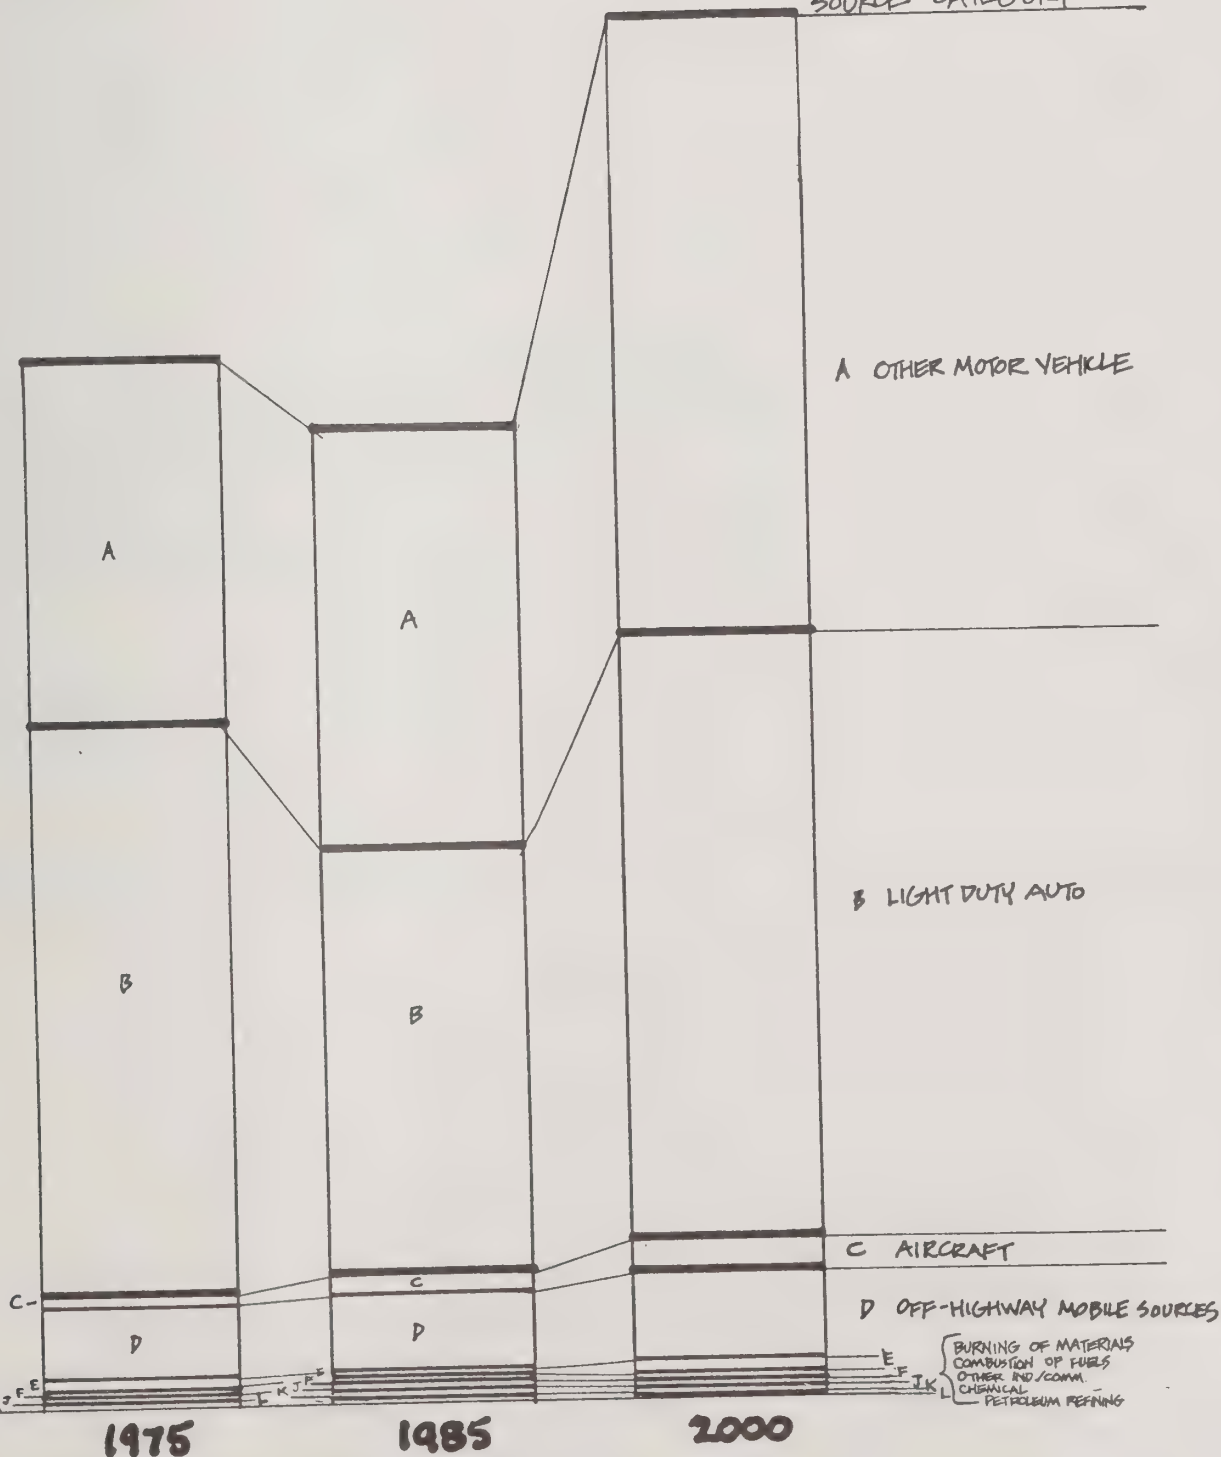 SOURCE CATEGORY
A OTHER MOTOR VEHICLE
A
A
B LIGHT DUTY AUTO
B
B
C AIRCRAFT
C-
C
D OFF-HIGHWAY MOBILE SOURCES
D
D
E
F
J
K
L
BURNING OF MATERIALS
COMBUSTION OF FUELS
OTHER IND/COMM.
CHEMICAL
PETROLEUM REFINING
J F E
L K J F E
1975
1985
2000